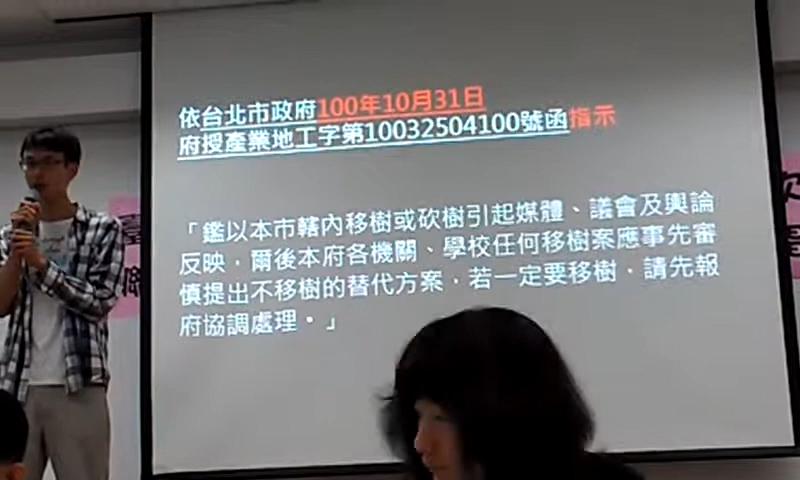 依台北市政府100年10月31日
府授產業地工字第10032504100號函指示
「鑑以本市轄內移樹或砍樹引起媒體、議會及輿論
反映，爾後本府各機關、學校任何移樹案應事先審
慎提出不移樹的替代方案，若一定要移樹，請先報
府協調處理。」